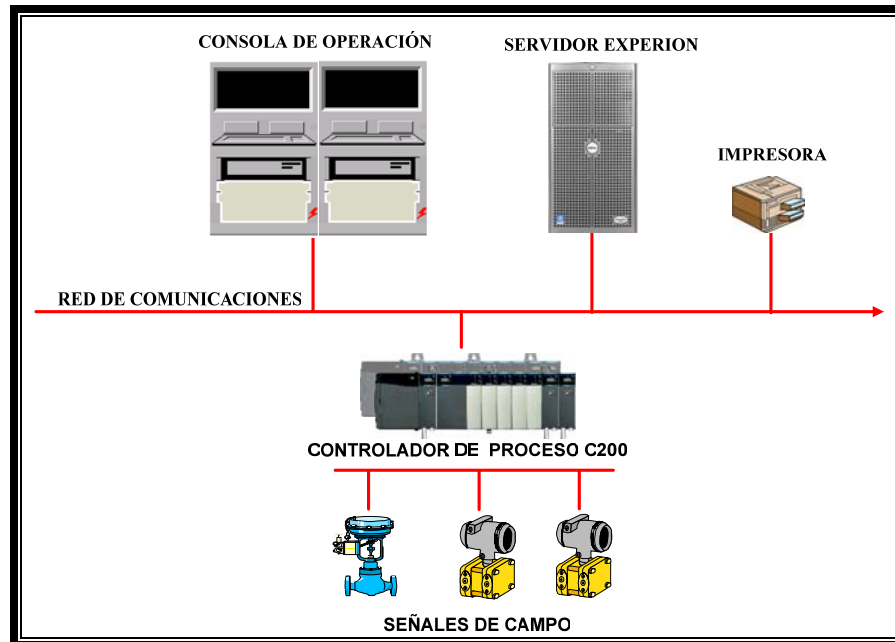 CONSOLA DE OPERACIÓN
SERVIDOR EXPERION
IMPRESORA
RED DE COMUNICACIONES
CONTROLADOR DE PROCESO C200
SEÑALES DE CAMPO